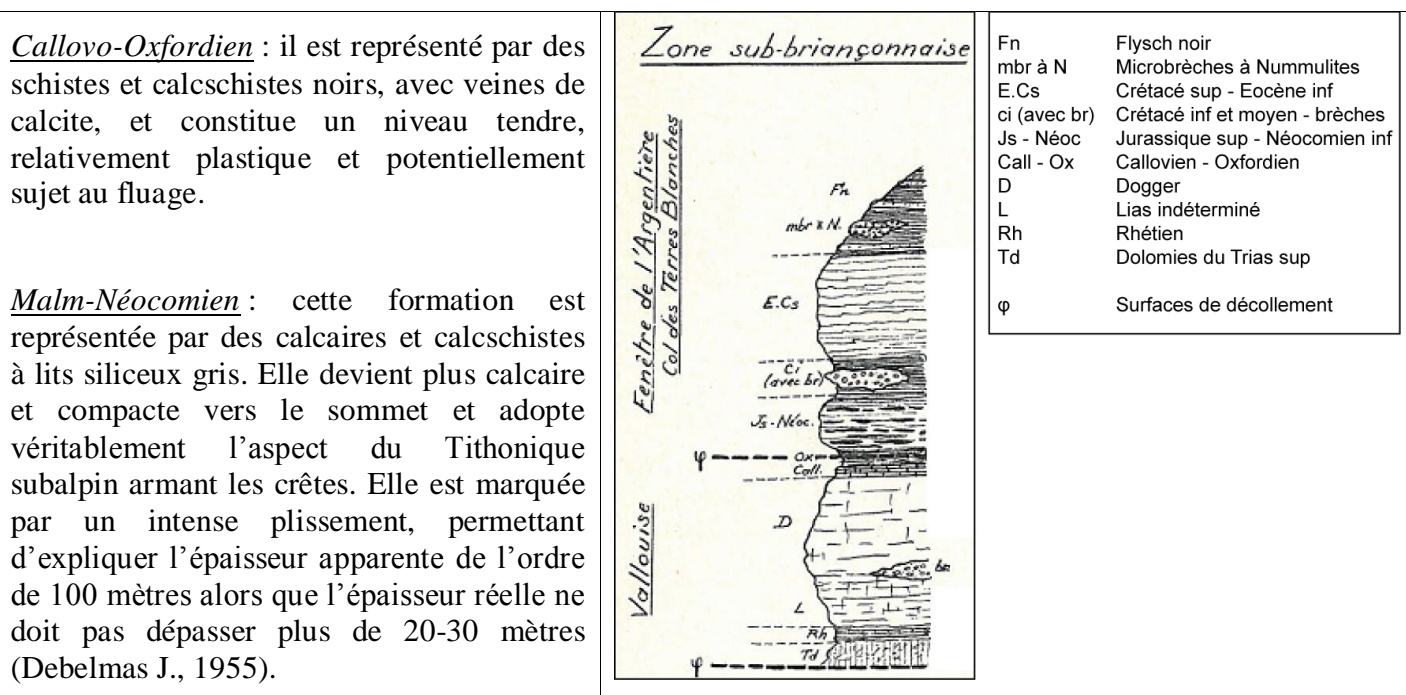 Callovo-Oxfordien : il est représenté par des
schistes et calcschistes noirs, avec veines de
calcite, et constitue un niveau tendre,
relativement plastique et potentiellement
sujet au fluage.
Malm-Néocomien : cette formation est
représentée par des calcaires et calcschistes
à lits siliceux gris. Elle devient plus calcaire
et compacte vers le sommet et adopte
véritablement l’aspect du Tithonique
subalpin armant les crêtes. Elle est marquée
par un intense plissement, permettant
d’expliquer l’épaisseur apparente de l’ordre
de 100 mètres alors que l’épaisseur réelle ne
doit pas dépasser plus de 20-30 mètres
(Debelmas J., 1955).
Zone sub-briançonnaise
Fenêtre de l'Argentière
Col des Terres Blanches
Vallouise
Fn
mbr à N.
E.Cs
Ci
(avec br)
Js-Néoc.
φ
Ox
Call.
D
br
L
Rh
Td
φ
Fn Flysch noir
mbr à N Microbrèches à Nummulites
E.Cs Crétacé sup - Eocène inf
ci (avec br) Crétacé inf et moyen - brèches
Js - Néoc Jurassique sup - Néocomien inf
Call - Ox Callovien - Oxfordien
D Dogger
L Lias indéterminé
Rh Rhétien
Td Dolomies du Trias sup
φ Surfaces de décollement